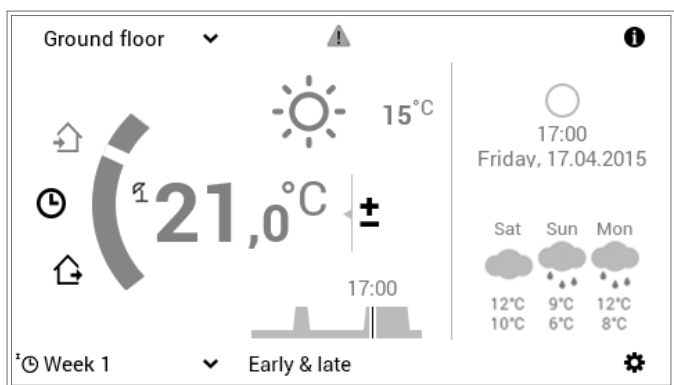 Ground floor
15°C
21,0°C
±
17:00
Friday, 17.04.2015
Sat Sun Mon
12°C 9°C 12°C
10°C 6°C 8°C
17:00
Week 1
Early & late